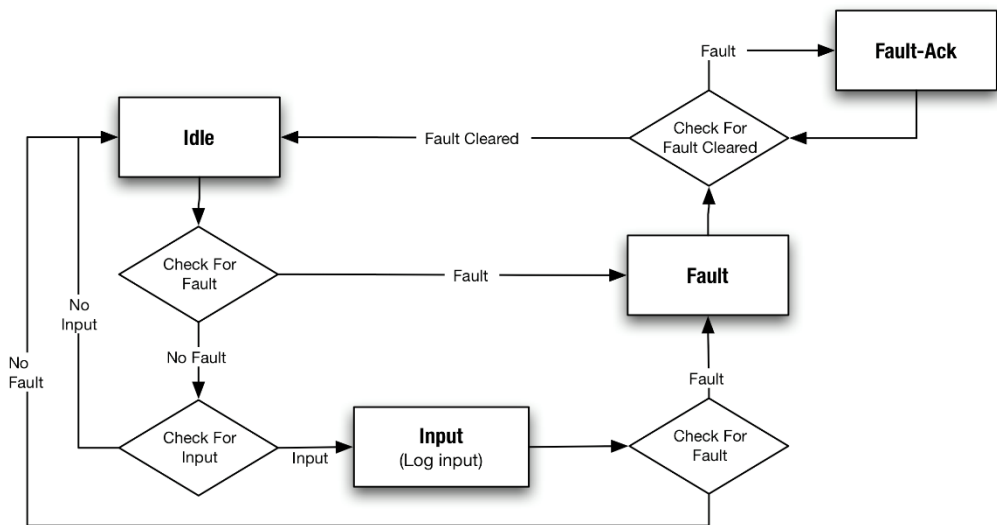 Fault
Fault-Ack
Idle
Fault Cleared
Check For
Fault Cleared
Check For
Fault
Fault
Fault
No
Input
No Fault
No
Fault
Fault
Check For
Input
Input
Input
(Log input)
Check For
Fault